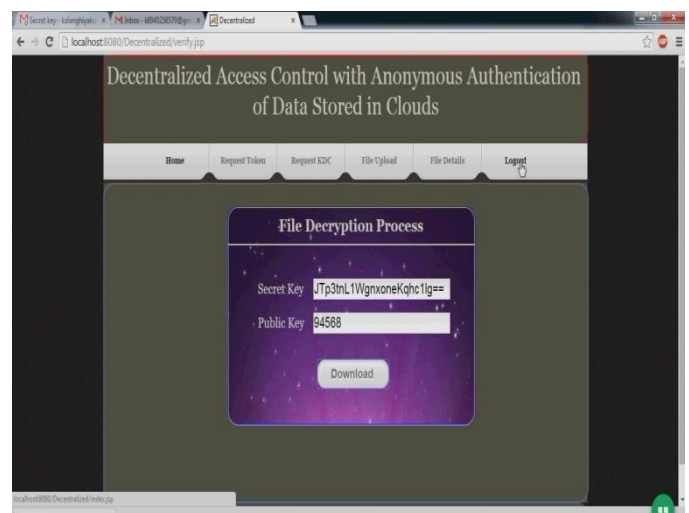 Secret key -
Inbox -
Decentralized
localhost:8080/Decentralized/verify.jsp
Decentralized Access Control with Anonymous Authentication
of Data Stored in Clouds
Home Request Token Request KDC File Upload File Details Logout
File Decryption Process
Secret Key JTp3tnL1WgnxoneKqhc1lg==
Public Key 94568
Download
localhost:8080/Decentralized/index.jsp